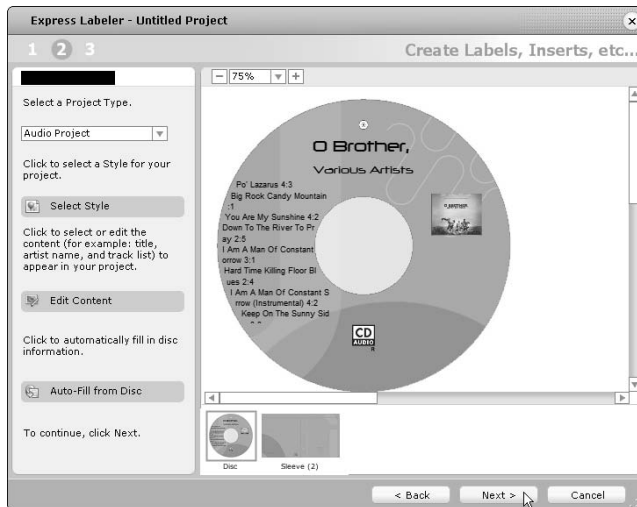 Express Labeler - Untitled Project
1 2 3
Create Labels, Inserts, etc...
Select a Project Type.
Audio Project
Click to select a Style for your
project.
Select Style
Click to select or edit the
content (for example: title,
artist name, and track list) to
appear in your project.
Edit Content
Click to automatically fill in disc
information.
Auto-Fill from Disc
To continue, click Next.
75%
O Brother,
Various Artists
Po' Lazarus 4:3
Big Rock Candy Mountain
:1
You Are My Sunshine 4:2
Down To The River To Pr
ay 2:5
I Am A Man Of Constant
orrow 3:1
Hard Time Killing Floor Bl
ues 2:4
I Am A Man Of Constant S
rrow (Instrumental) 4:2
Keep On The Sunny Sid
O BROTHER
CD
AUDIO
R
Disc
Sleeve (2)
< Back
Next >
Cancel